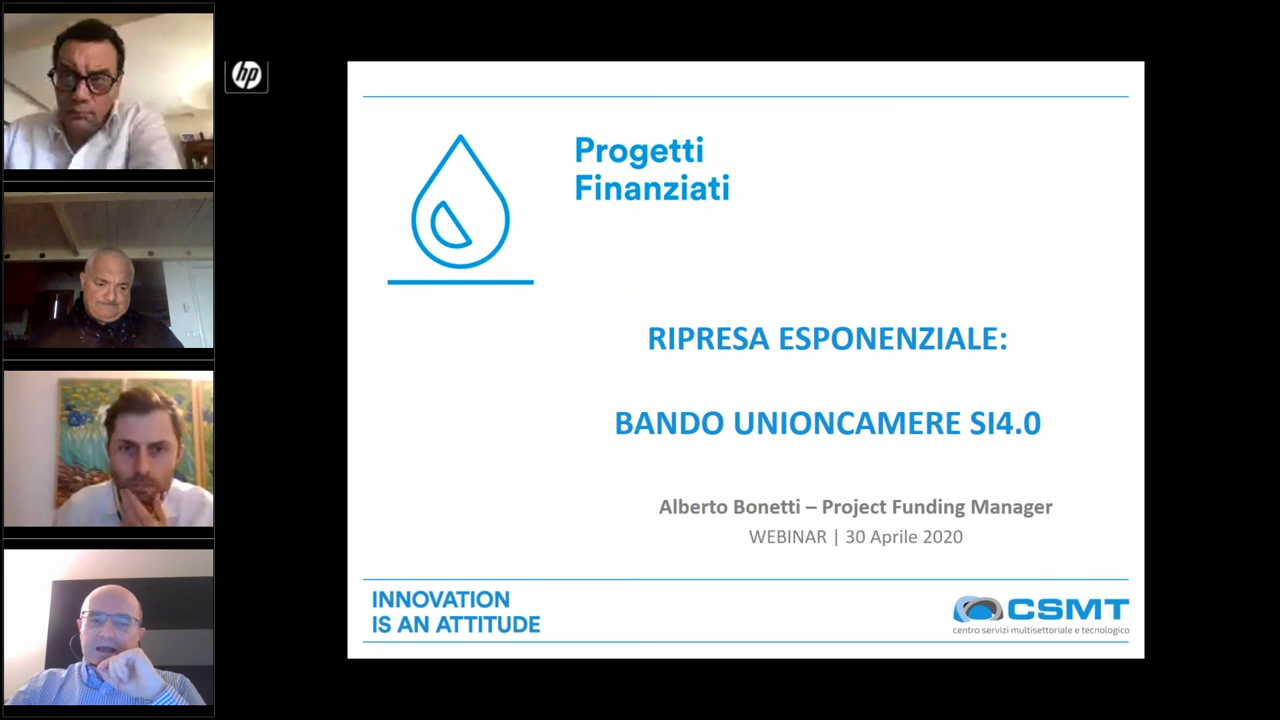 hp
Progetti
Finanziati
RIPRESA ESPONENZIALE:
BANDO UNIONCAMERE SI4.0
Alberto Bonetti – Project Funding Manager
WEBINAR | 30 Aprile 2020
INNOVATION
IS AN ATTITUDE
CSMT
centro servizi multisettoriale e tecnologico